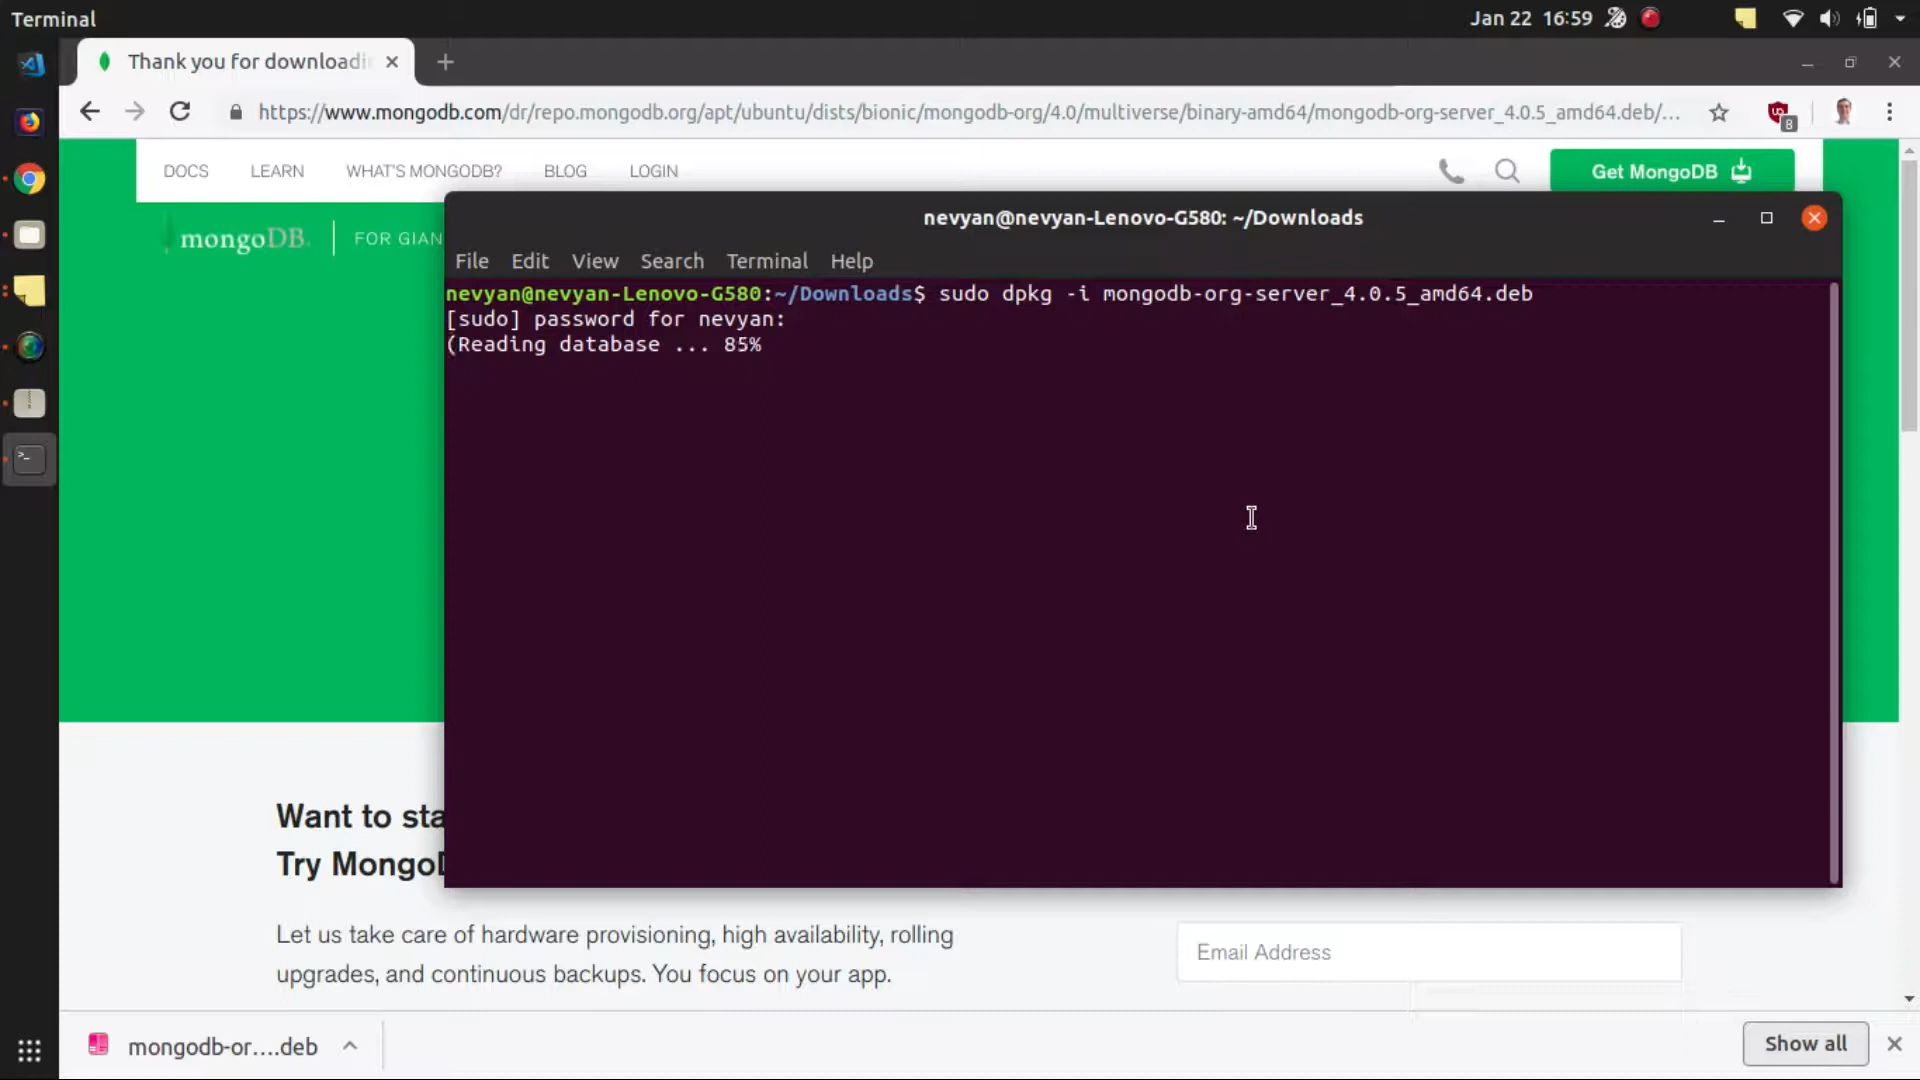 Terminal
Jan 22 16:59
Thank you for downloadi
https://www.mongodb.com/dr/repo.mongodb.org/apt/ubuntu/dists/bionic/mongodb-org/4.0/multiverse/binary-amd64/mongodb-org-server_4.0.5_amd64.deb/...
8
DOCS LEARN WHAT'S MONGODB? BLOG LOGIN
Get MongoDB
mongoDB. FOR GIAN
nevyan@nevyan-Lenovo-G580: ~/Downloads
File Edit View Search Terminal Help
nevyan@nevyan-Lenovo-G580:~/Downloads$ sudo dpkg -i mongodb-org-server_4.0.5_amd64.deb
[sudo] password for nevyan:
(Reading database ... 85%
Want to sta
Try MongoD
Let us take care of hardware provisioning, high availability, rolling
upgrades, and continuous backups. You focus on your app.
Email Address
mongodb-or....deb
Show all